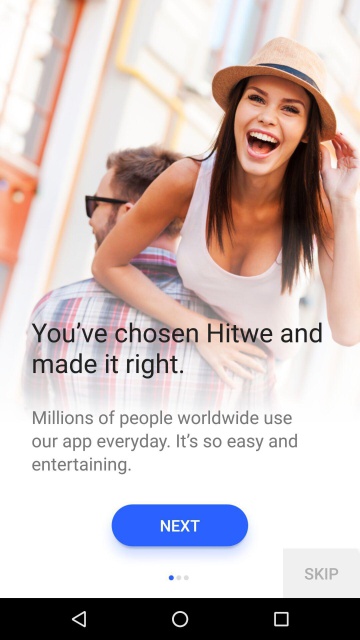 You’ve chosen Hitwe and
made it right.
Millions of people worldwide use
our app everyday. It’s so easy and
entertaining.
NEXT
SKIP